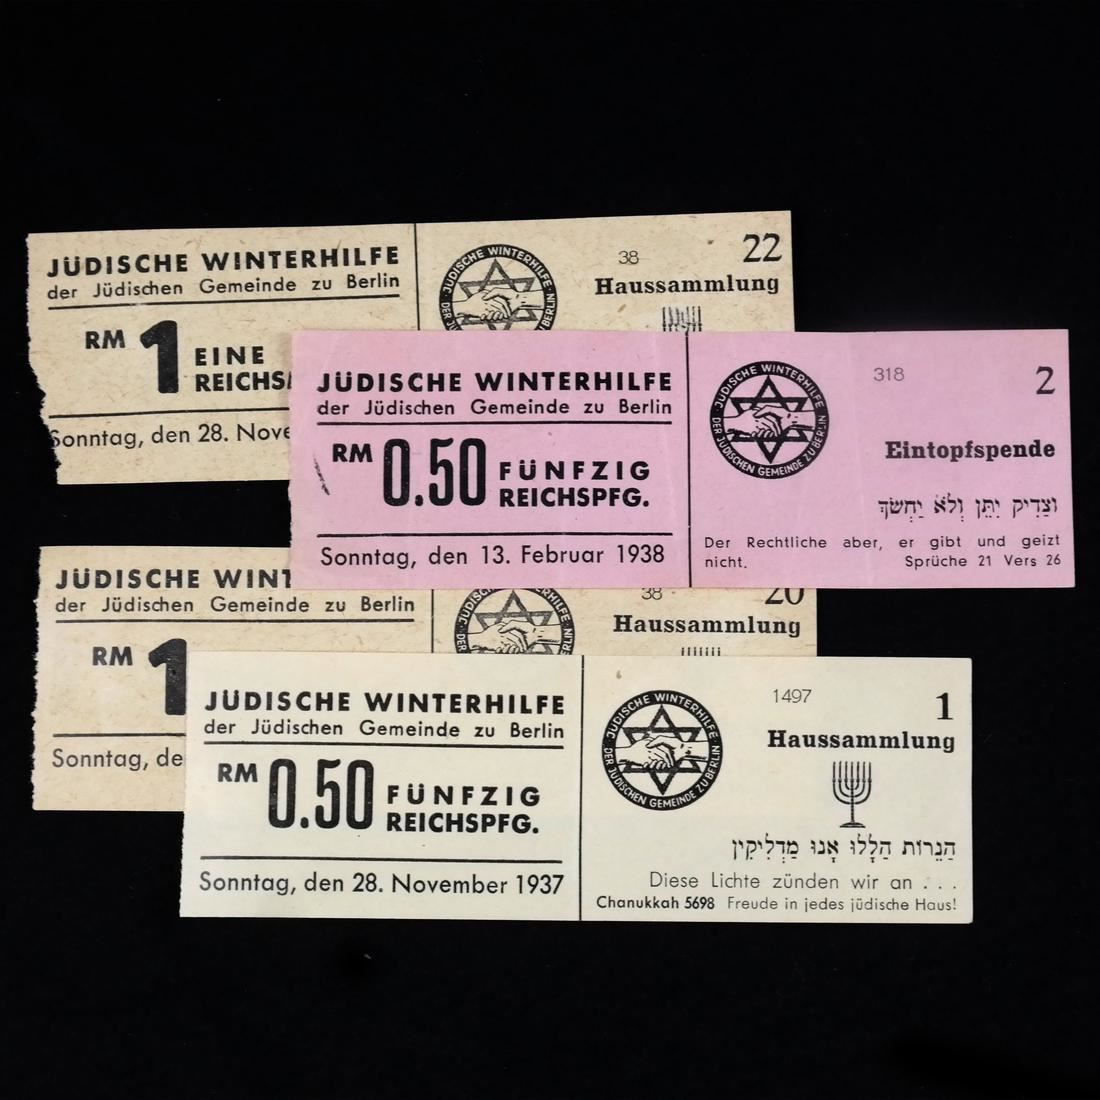 JÜDISCHE WINTERHILFE
der Jüdischen Gemeinde zu Berlin
RM 1 EINE
Sonntag, den 28.
JÜDISCHE WINTERHILFE
38 22
Haussammlung
JÜDISCHE WINTERHILFE
der Jüdischen Gemeinde zu Berlin
RM 0.50 FÜNFZIG
REICHSPFG.
Sonntag, den 13. Februar 1938
JÜDISCHE WINTERHILFE
DER JÜDISCHEN GEMEINDE ZU BERLIN
318 2
Eintopfspende
וצַדִיק יִתֵּן וְלֹא יַחְשׂךְ
Der Rechtliche aber, er gibt und geizt
nicht. Sprüche 21 Vers 26
JÜDISCHE
der Jüdischen Gemeinde zu Berlin
RM 1
Sonntag,
38 20
Haussammlung
JÜDISCHE WINTERHILFE
der Jüdischen Gemeinde zu Berlin
RM 0.50 FÜNFZIG
REICHSPFG.
Sonntag, den 28. November 1937
JÜDISCHE WINTERHILFE
DER JÜDISCHEN GEMEINDE ZU BERLIN
1497 1
Haussammlung
הַנֵרוֹת הַלָלוּ אָנוּ מַדְלִיקִין
Diese Lichte zünden wir an . . .
Chanukkah 5698 Freude in jedes jüdische Haus!